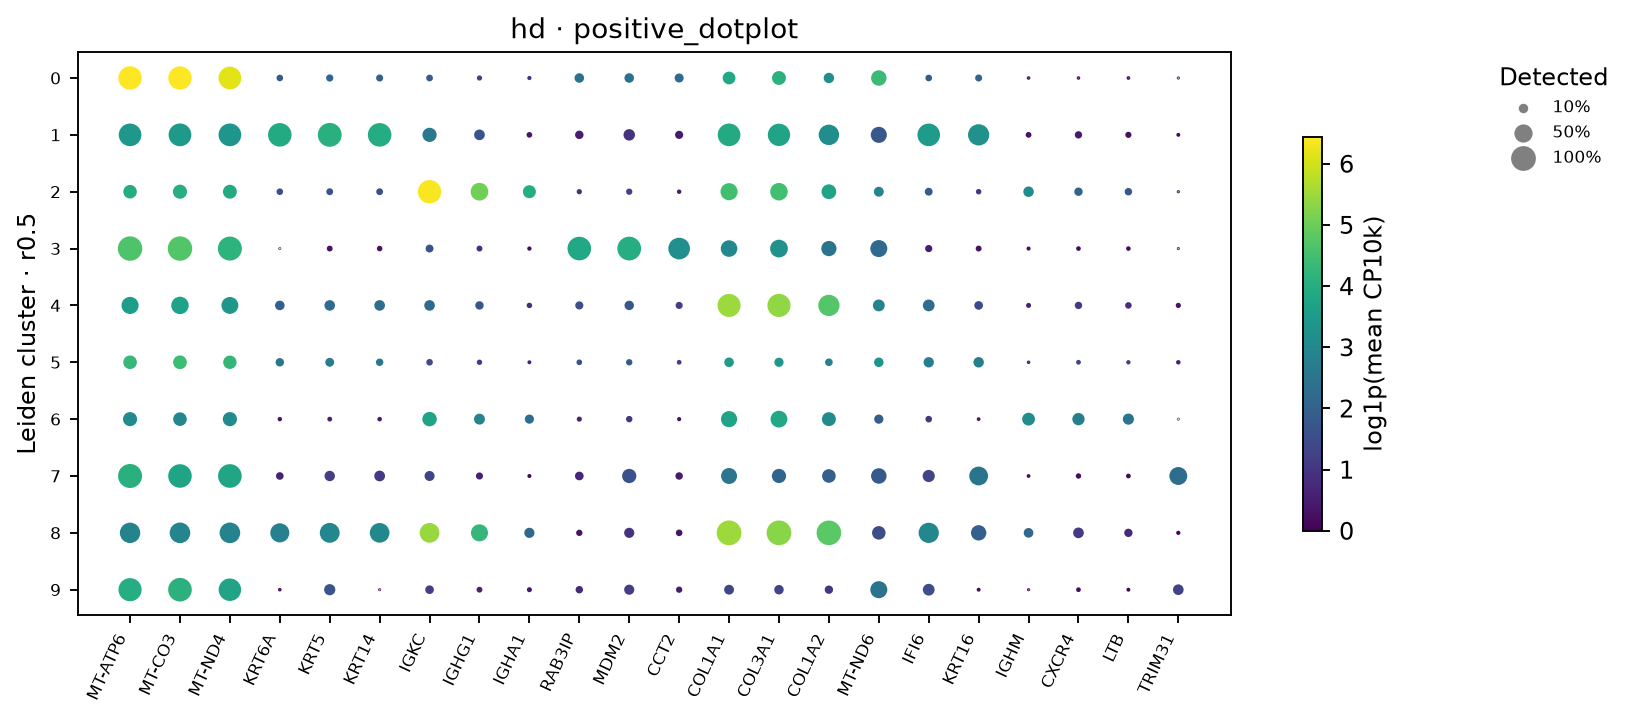 hd · positive_dotplot
Leiden cluster · r0.5
0
1
2
3
4
5
6
7
8
9
MT-ATP6
MT-CO3
MT-ND4
KRT6A
KRT5
KRT14
IGKC
IGHG1
IGHA1
RAB3IP
MDM2
CCT2
COL1A1
COL3A1
COL1A2
MT-ND6
IFI6
KRT16
IGHM
CXCR4
LTB
TRIM31
6
5
4
3
2
1
0
log1p(mean CP10k)
Detected
10%
50%
100%